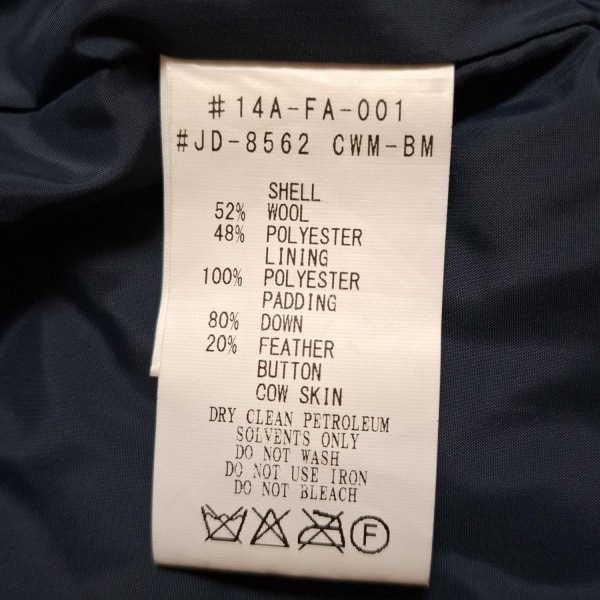 #14A-FA-001
#JD-8562 CWM-BM
SHELL
52% WOOL
48% POLYESTER
LINING
100% POLYESTER
PADDING
80% DOWN
20% FEATHER
BUTTON
COW SKIN
DRY CLEAN PETROLEUM
SOLVENTS ONLY
DO NOT WASH
DO NOT USE IRON
DO NOT BLEACH
F